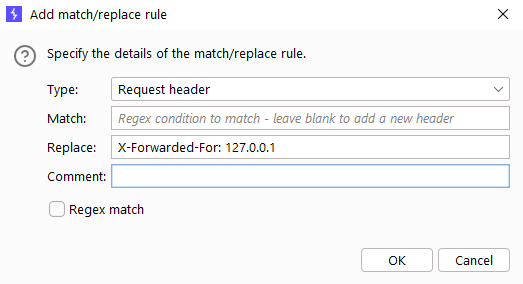 Add match/replace rule
Specify the details of the match/replace rule.
Type: Request header
Match: Regex condition to match - leave blank to add a new header
Replace: X-Forwarded-For: 127.0.0.1
Comment:
Regex match
OK Cancel